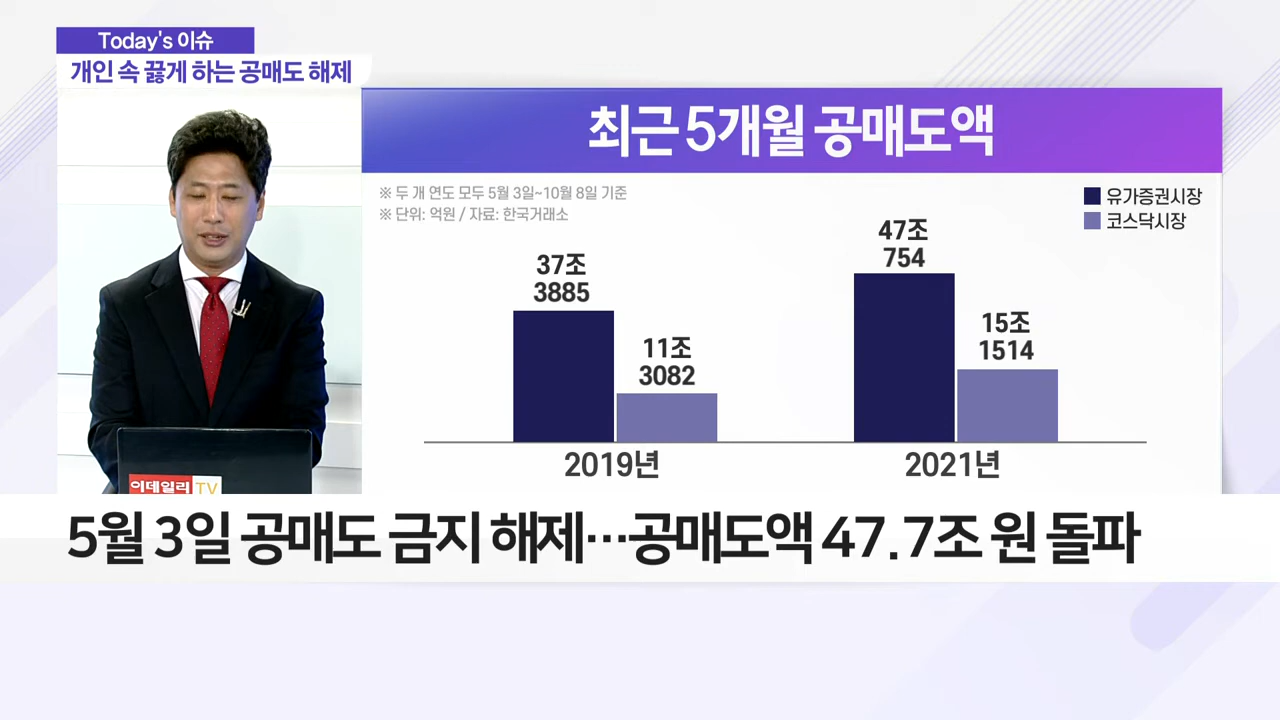 Today's 이슈
개인 속 끓게 하는 공매도 해제
최근 5개월 공매도액
※ 두 개 연도 모두 5월 3일~10월 8일 기준
※ 단위: 억원 / 자료: 한국거래소
유가증권시장
코스닥시장
37조
3885
11조
3082
47조
754
15조
1514
2019년
2021년
이데일리 TV
5월 3일 공매도 금지 해제…공매도액 47.7조 원 돌파